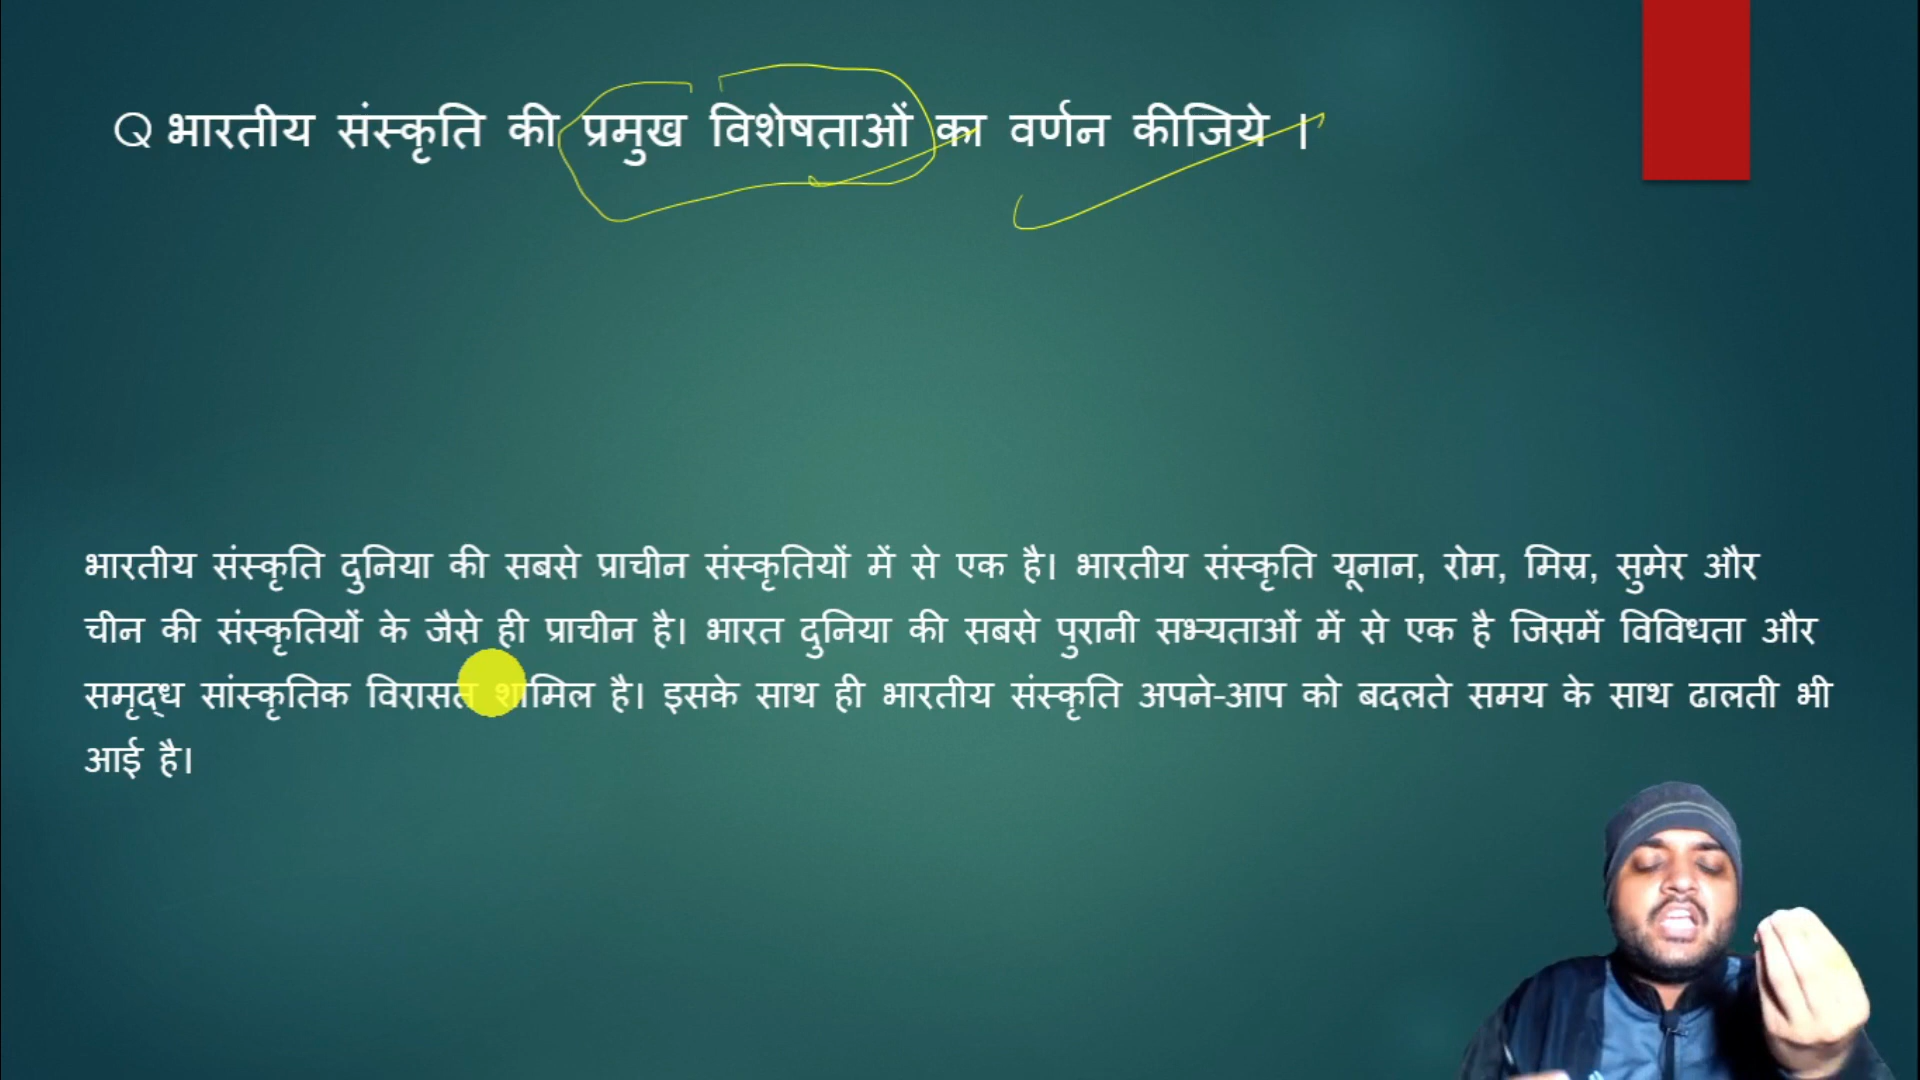 Q भारतीय संस्कृति की प्रमुख विशेषताओं का वर्णन कीजिये ।
भारतीय संस्कृति दुनिया की सबसे प्राचीन संस्कृतियों में से एक है। भारतीय संस्कृति यूनान, रोम, मिस्र, सुमेर और
चीन की संस्कृतियों के जैसे ही प्राचीन है। भारत दुनिया की सबसे पुरानी सभ्यताओं में से एक है जिसमें विविधता और
समृद्ध सांस्कृतिक विरासत शामिल है। इसके साथ ही भारतीय संस्कृति अपने-आप को बदलते समय के साथ ढालती भी
आई है।